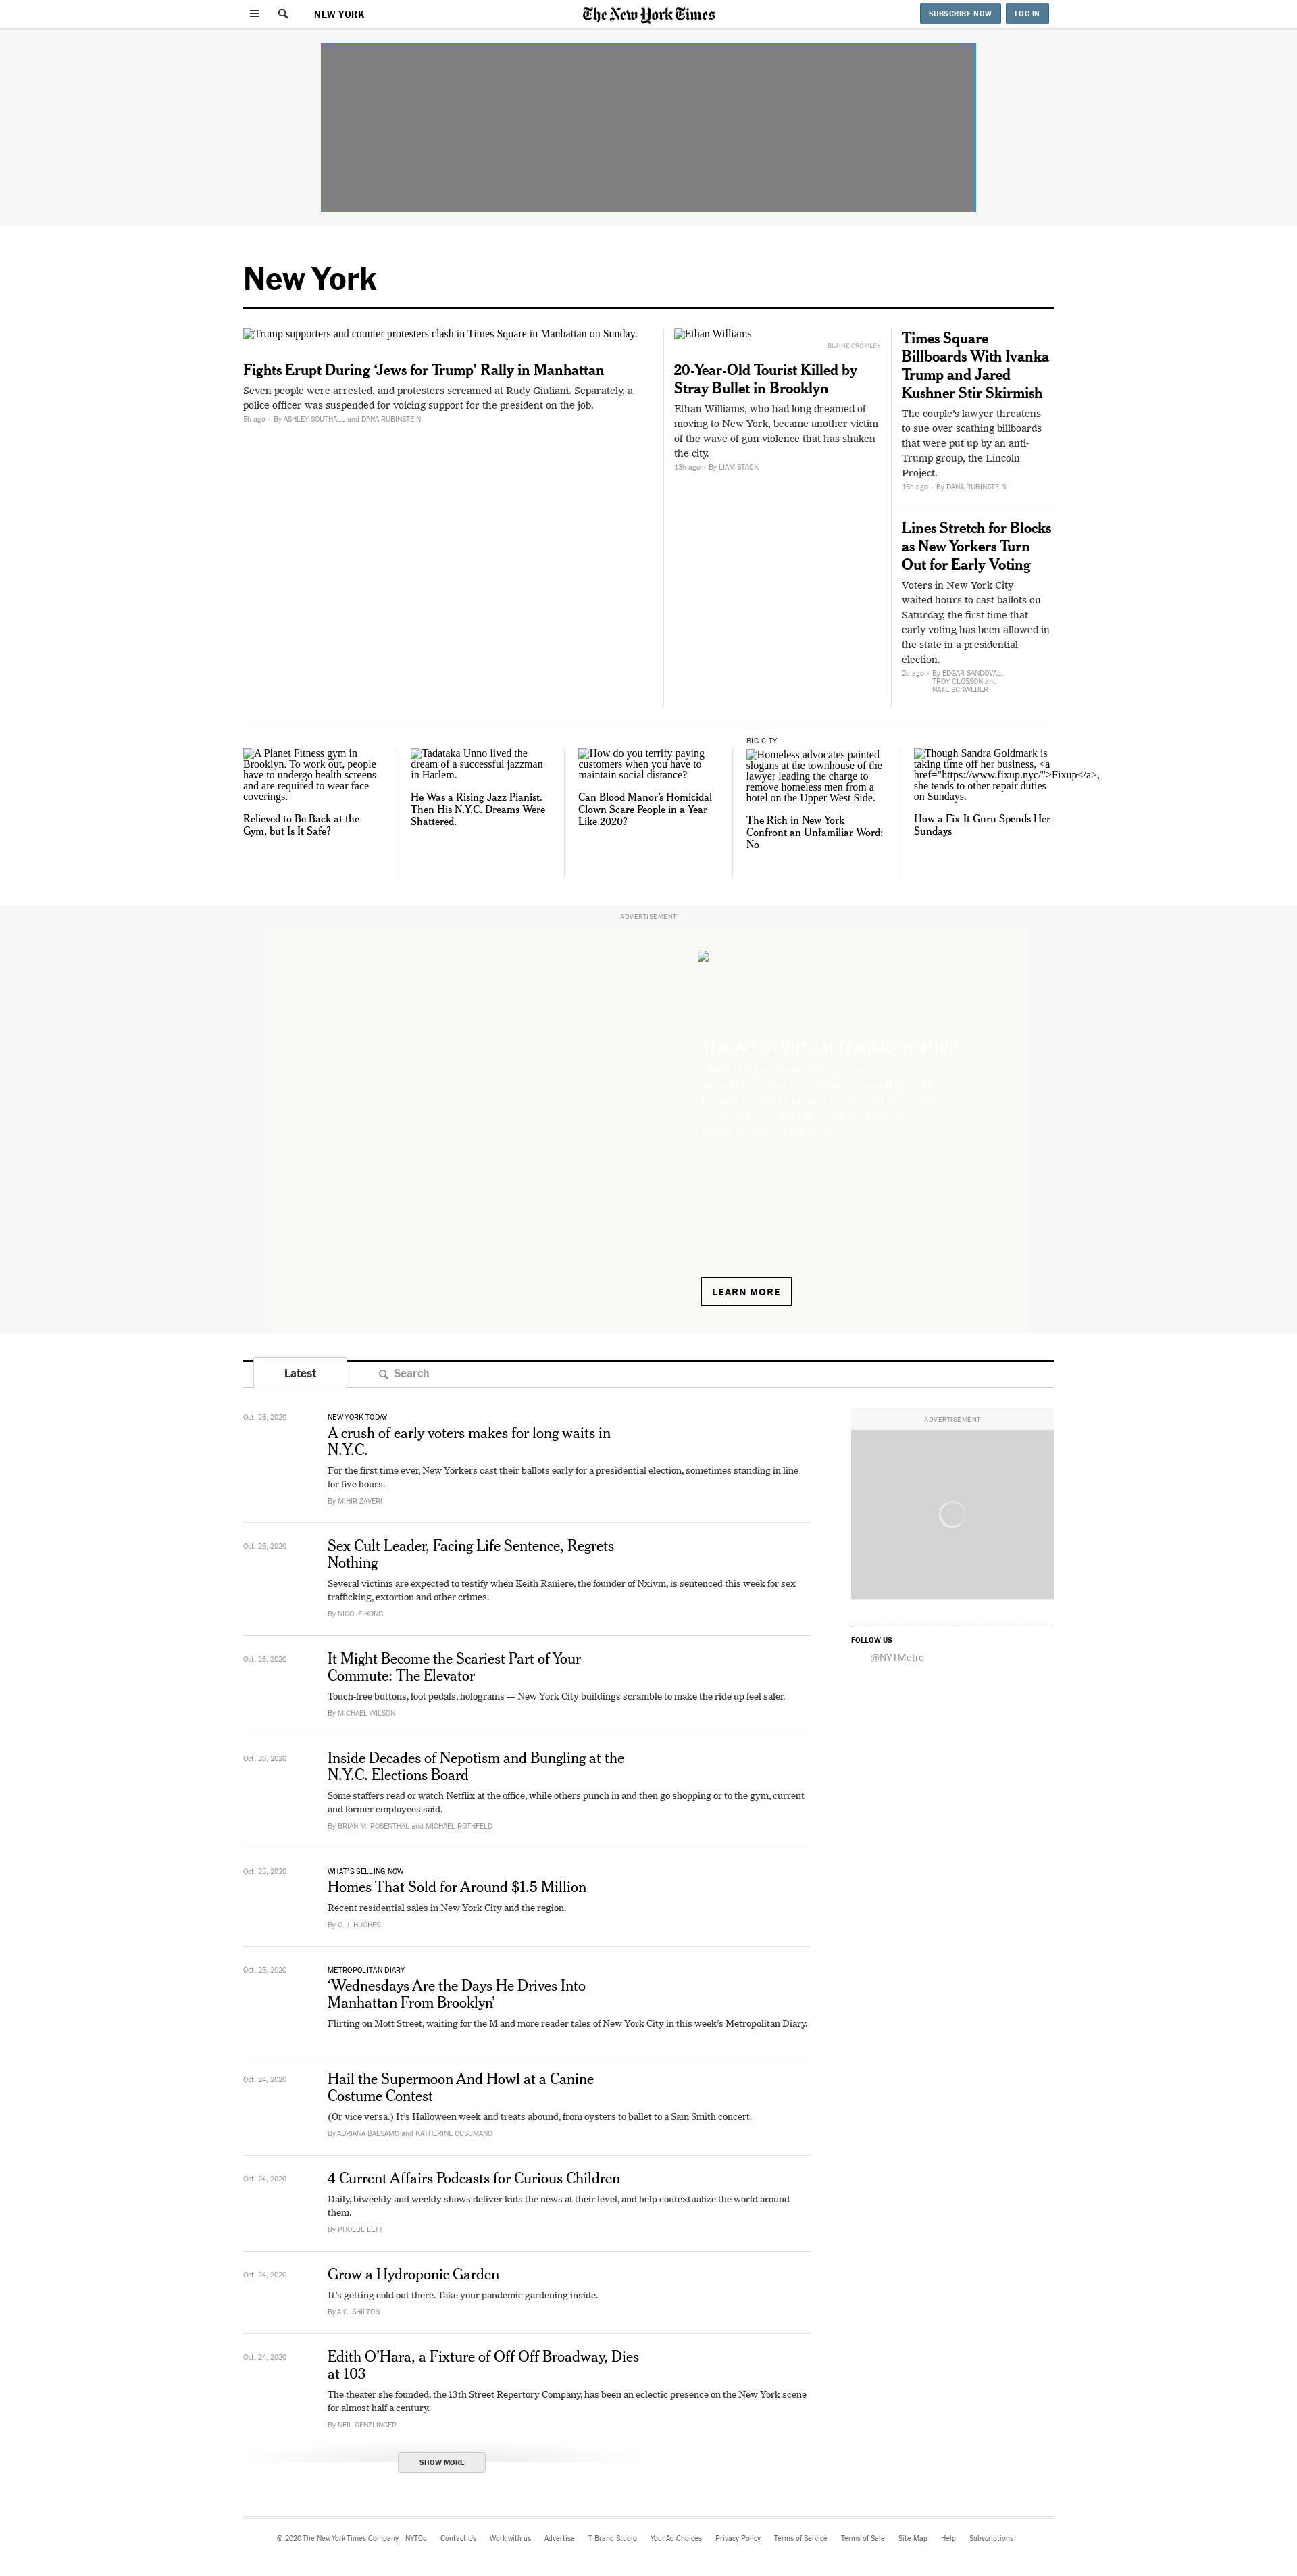 NEW YORK
The New York Times
SUBSCRIBE NOW
LOG IN
New York
Trump supporters and counter protesters clash in Times Square in Manhattan on Sunday.
Fights Erupt During ‘Jews for Trump’ Rally in Manhattan
Seven people were arrested, and protesters screamed at Rudy Giuliani. Separately, a
police officer was suspended for voicing support for the president on the job.
5h ago • By ASHLEY SOUTHALL and DANA RUBINSTEIN
Ethan Williams
BLAINE CROMLEY
20-Year-Old Tourist Killed by
Stray Bullet in Brooklyn
Ethan Williams, who had long dreamed of
moving to New York, became another victim
of the wave of gun violence that has shaken
the city.
13h ago • By LIAM STACK
Times Square
Billboards With Ivanka
Trump and Jared
Kushner Stir Skirmish
The couple’s lawyer threatens
to sue over scathing billboards
that were put up by an anti-
Trump group, the Lincoln
Project.
16h ago • By DANA RUBINSTEIN
Lines Stretch for Blocks
as New Yorkers Turn
Out for Early Voting
Voters in New York City
waited hours to cast ballots on
Saturday, the first time that
early voting has been allowed in
the state in a presidential
election.
2d ago • By EDGAR SANDOVAL,
TROY CLOSSON and
NATE SCHWEBER
A Planet Fitness gym in
Brooklyn. To work out, people
have to undergo health screens
and are required to wear face
coverings.
Relieved to Be Back at the
Gym, but Is It Safe?
Tadataka Unno lived the
dream of a successful jazzman
in Harlem.
He Was a Rising Jazz Pianist.
Then His N.Y.C. Dreams Were
Shattered.
How do you terrify paying
customers when you have to
maintain social distance?
Can Blood Manor’s Homicidal
Clown Scare People in a Year
Like 2020?
BIG CITY
Homeless advocates painted
slogans at the townhouse of the
lawyer leading the charge to
remove homeless men from a
hotel on the Upper West Side.
The Rich in New York
Confront an Unfamiliar Word:
No
Though Sandra Goldmark is
taking time off her business, <a
href="https://www.fixup.nyc/">Fixup</a>,
she tends to other repair duties
on Sundays.
How a Fix-It Guru Spends Her
Sundays
ADVERTISEMENT
The Art of Virtual Transformation
LEARN MORE
Latest
Search
Oct. 26, 2020
NEW YORK TODAY
A crush of early voters makes for long waits in
N.Y.C.
For the first time ever, New Yorkers cast their ballots early for a presidential election, sometimes standing in line
for five hours.
By MIHIR ZAVERI
Oct. 26, 2020
Sex Cult Leader, Facing Life Sentence, Regrets
Nothing
Several victims are expected to testify when Keith Raniere, the founder of Nxivm, is sentenced this week for sex
trafficking, extortion and other crimes.
By NICOLE HONG
Oct. 26, 2020
It Might Become the Scariest Part of Your
Commute: The Elevator
Touch-free buttons, foot pedals, holograms — New York City buildings scramble to make the ride up feel safer.
By MICHAEL WILSON
Oct. 26, 2020
Inside Decades of Nepotism and Bungling at the
N.Y.C. Elections Board
Some staffers read or watch Netflix at the office, while others punch in and then go shopping or to the gym, current
and former employees said.
By BRIAN M. ROSENTHAL and MICHAEL ROTHFELD
Oct. 25, 2020
WHAT’S SELLING NOW
Homes That Sold for Around $1.5 Million
Recent residential sales in New York City and the region.
By C. J. HUGHES
Oct. 25, 2020
METROPOLITAN DIARY
‘Wednesdays Are the Days He Drives Into
Manhattan From Brooklyn’
Flirting on Mott Street, waiting for the M and more reader tales of New York City in this week’s Metropolitan Diary.
Oct. 24, 2020
Hail the Supermoon And Howl at a Canine
Costume Contest
(Or vice versa.) It’s Halloween week and treats abound, from oysters to ballet to a Sam Smith concert.
By ADRIANA BALSAMO and KATHERINE CUSUMANO
Oct. 24, 2020
4 Current Affairs Podcasts for Curious Children
Daily, biweekly and weekly shows deliver kids the news at their level, and help contextualize the world around
them.
By PHOEBE LETT
Oct. 24, 2020
Grow a Hydroponic Garden
It’s getting cold out there. Take your pandemic gardening inside.
By A.C. SHILTON
Oct. 24, 2020
Edith O’Hara, a Fixture of Off Off Broadway, Dies
at 103
The theater she founded, the 13th Street Repertory Company, has been an eclectic presence on the New York scene
for almost half a century.
By NEIL GENZLINGER
SHOW MORE
ADVERTISEMENT
FOLLOW US
@NYTMetro
© 2020 The New York Times Company NYTCo Contact Us Work with us Advertise T Brand Studio Your Ad Choices Privacy Policy Terms of Service Terms of Sale Site Map Help Subscriptions